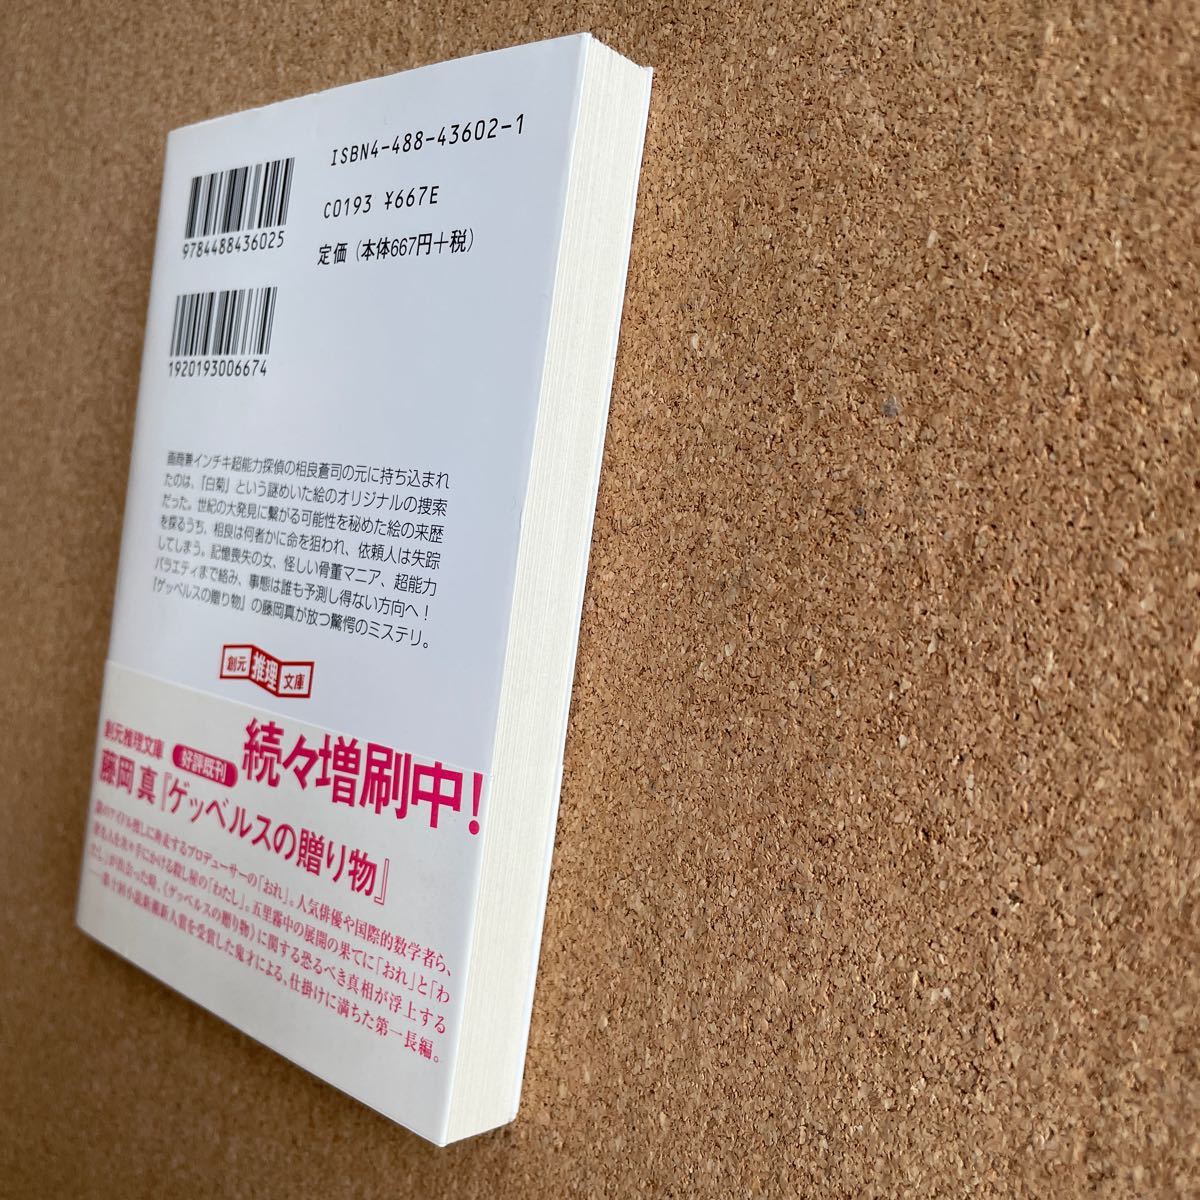 ISBN4-488-43602-1
C0193 ¥667E
定価（本体667円＋税）
9784488436025
1920193006674
画商兼インチキ超能力探偵の相良蒼司の元に持ち込まれ
たのは、「白菊」という謎めいた絵のオリジナルの捜索
だった。世紀の大発見に繋がる可能性を秘めた絵の来歴
を探るうち、相良は何者かに命を狙われ、依頼人は失踪
してしまう。記憶喪失の女、怪しい骨董マニア、超能力
バラエティまで絡み、事態は誰も予測し得ない方向へ！
『ゲッベルスの贈り物』の藤岡真が放つ驚愕のミステリ。
創元推理文庫
創元推理文庫 好評既刊 続々増刷中！
藤岡 真『ゲッベルスの贈り物』
のアイドル捜しに奔走するプロデューサーの「おれ」。人気俳優や国際的数学者ら、
著名人を次々手にかける殺し屋の「わたし」。五里霧中の展開の果てに「おれ」と「わ
たし」が出会った時、《ゲッベルスの贈り物》に関する恐るべき真相が浮上する
小説新潮新人賞を受賞した鬼才による、仕掛けに満ちた第一長編。